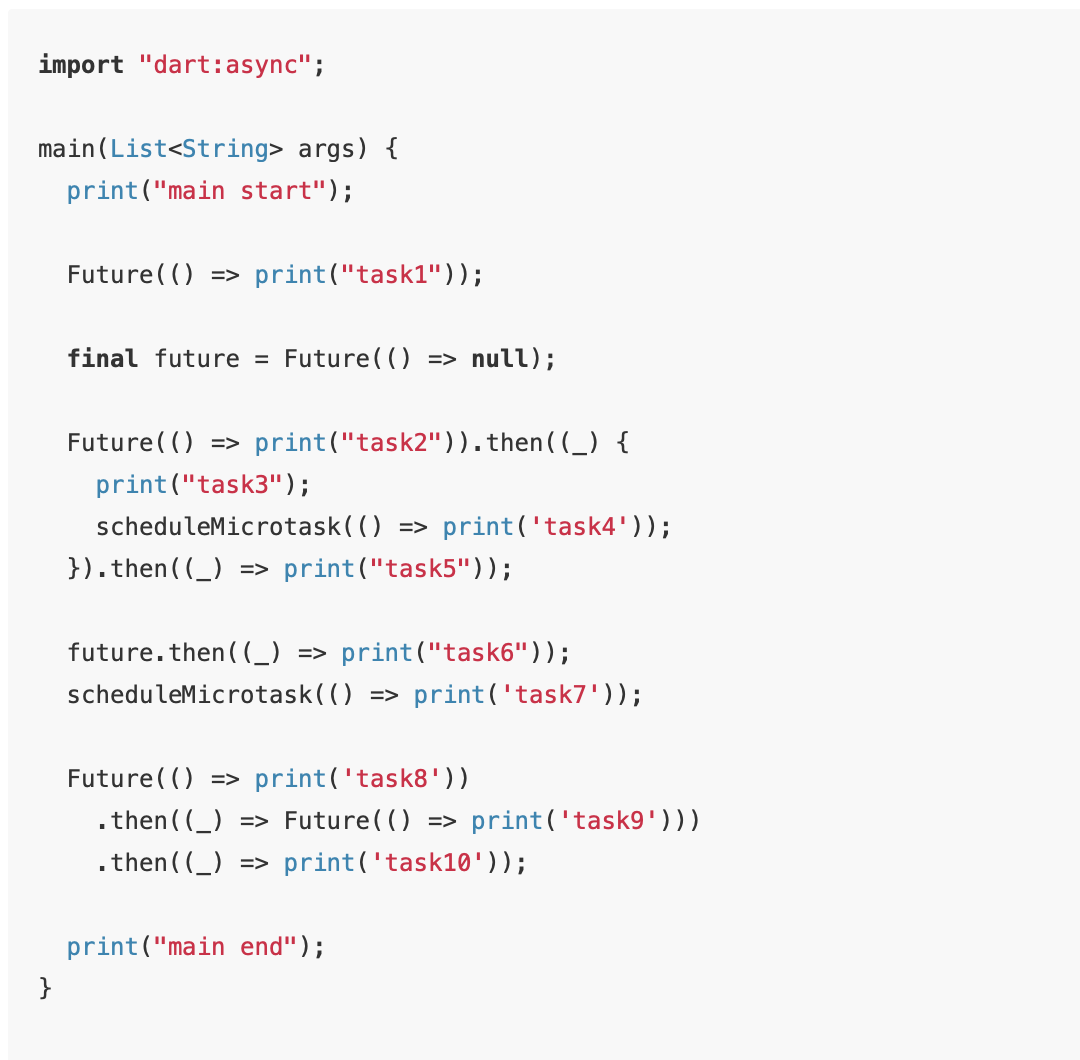 import "dart:async";
main(List<String> args) {
  print("main start");
  Future(() => print("task1"));
  final future = Future(() => null);
  Future(() => print("task2")).then((_) {
    print("task3");
    scheduleMicrotask(() => print('task4'));
  }).then((_) => print("task5"));
  future.then((_) => print("task6"));
  scheduleMicrotask(() => print('task7'));
  Future(() => print('task8'))
    .then((_) => Future(() => print('task9')))
    .then((_) => print('task10'));
  print("main end");
}